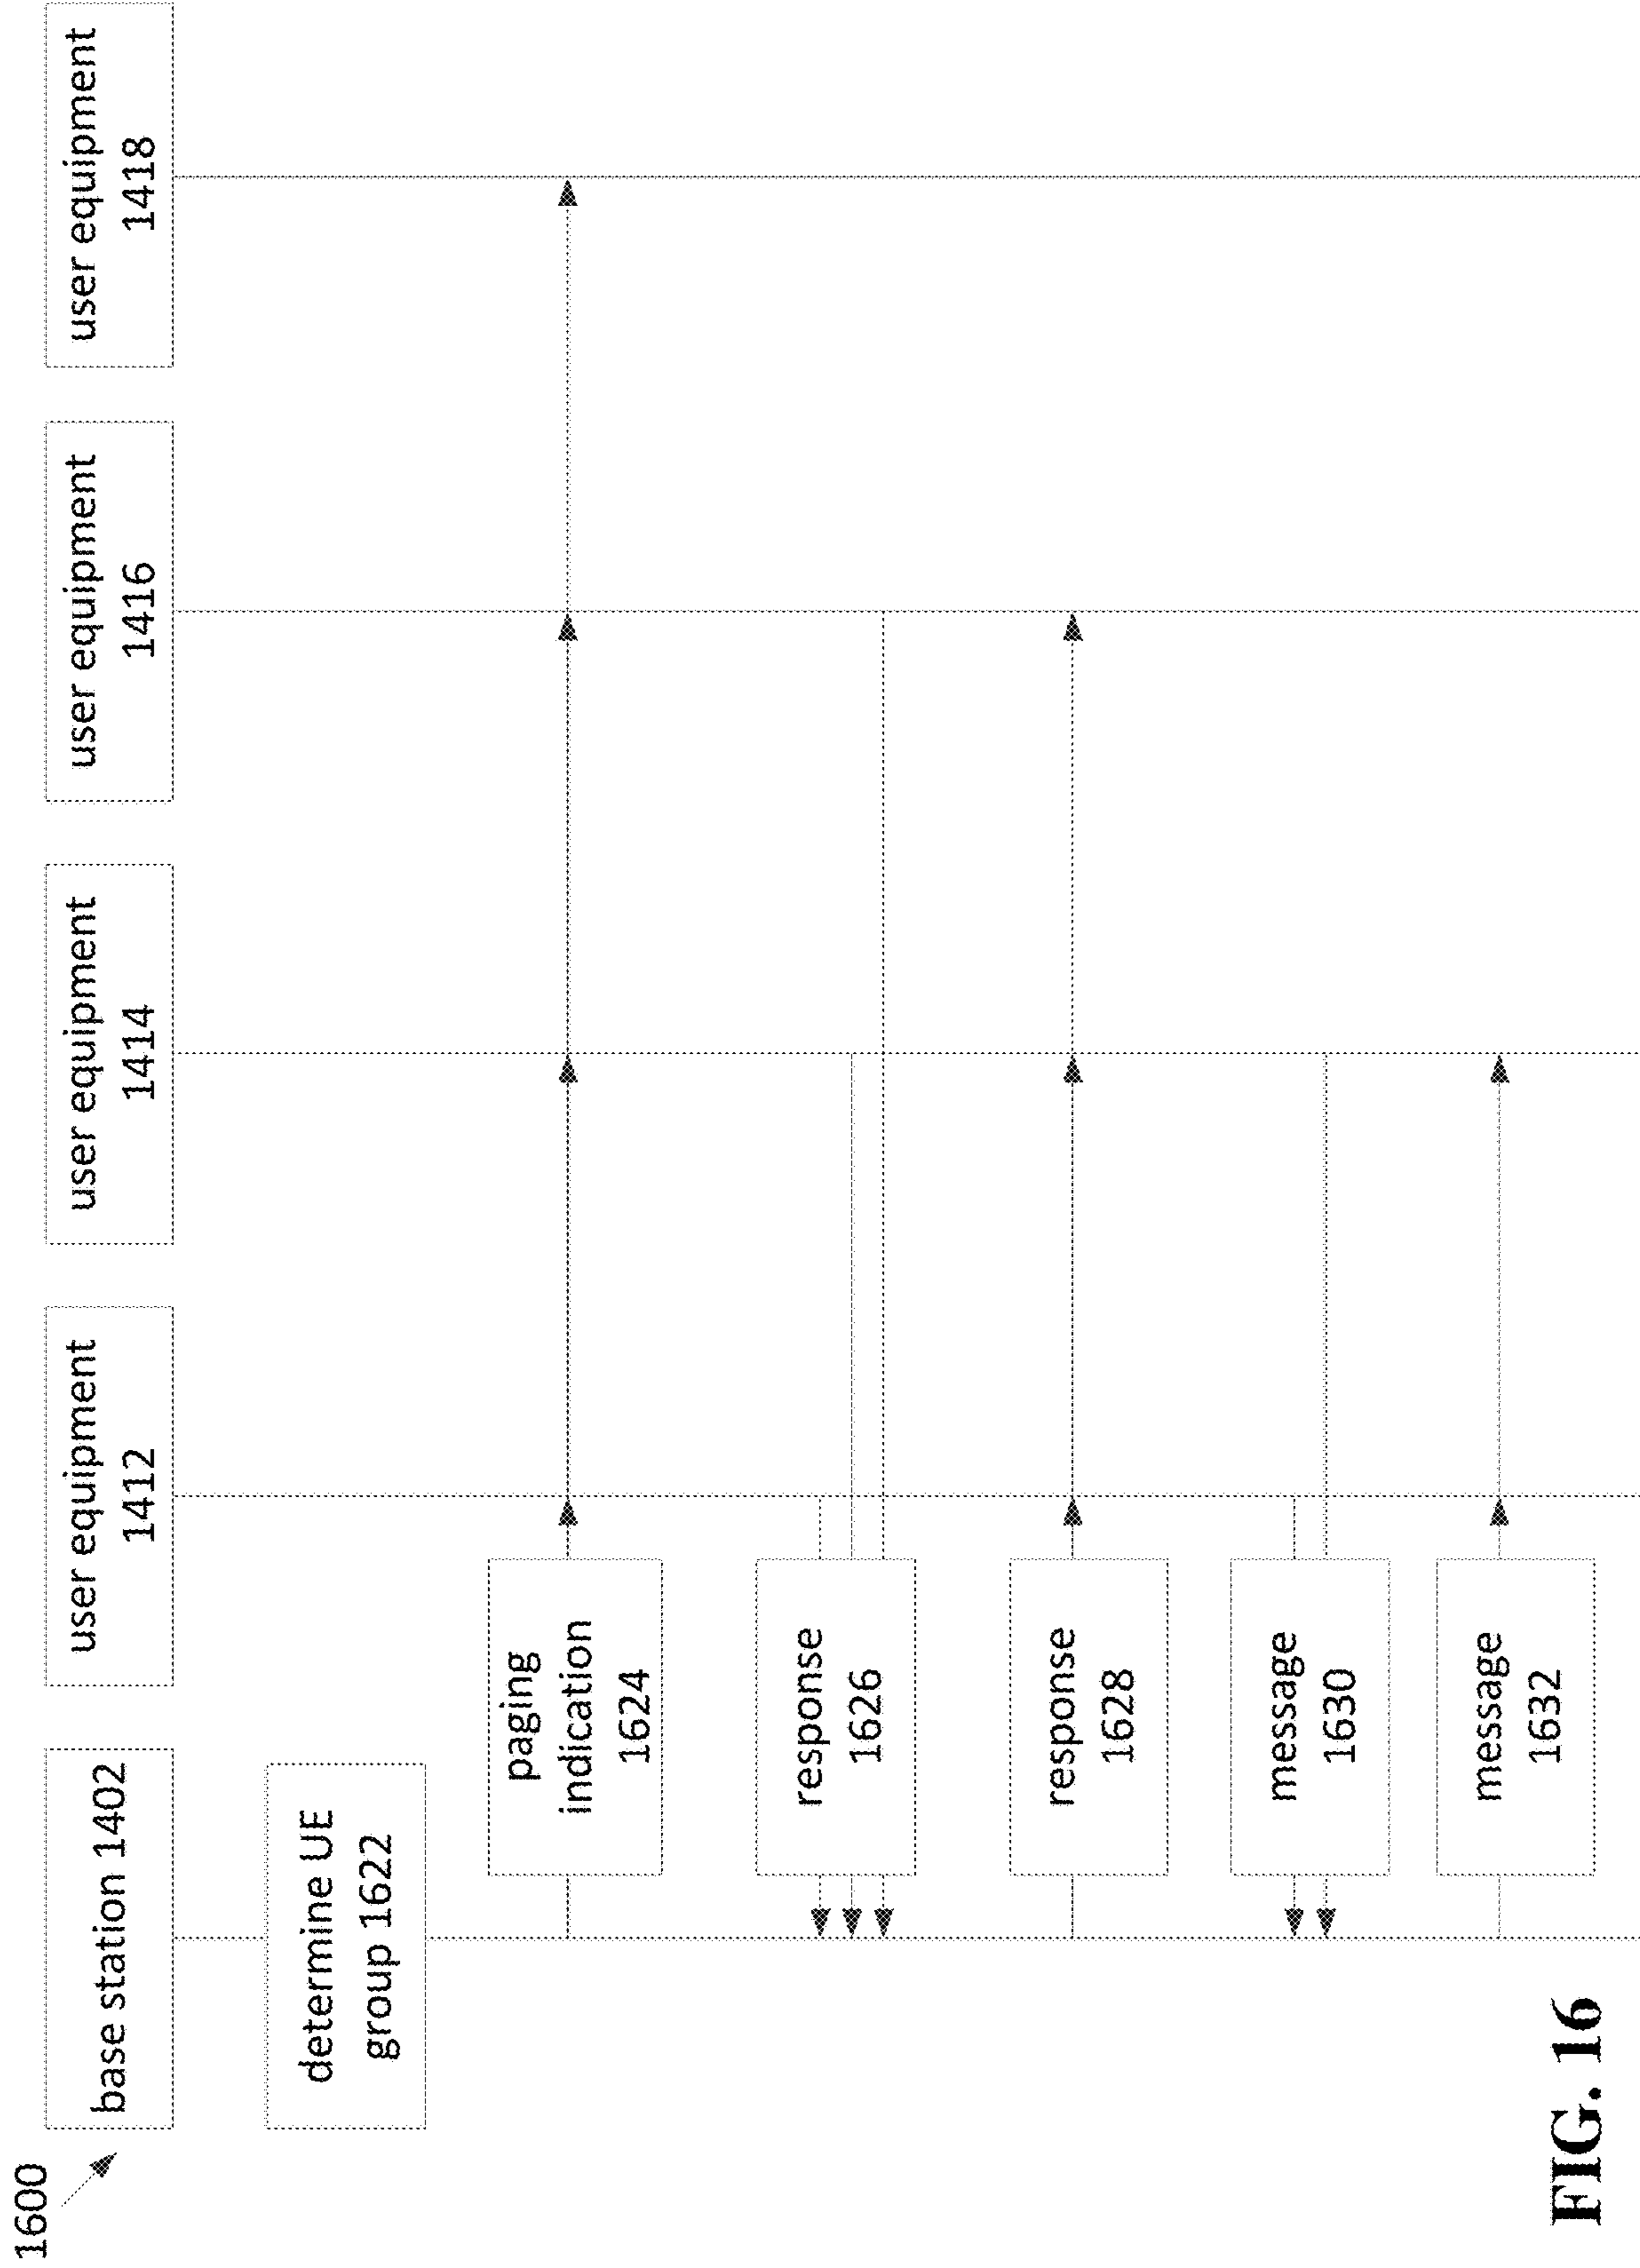 1600
base station 1402
user equipment
1412
user equipment
1414
user equipment
1416
user equipment
1418
determine UE
group 1622
paging
indication
1624
response
1626
response
1628
message
1630
message
1632
FIG. 16